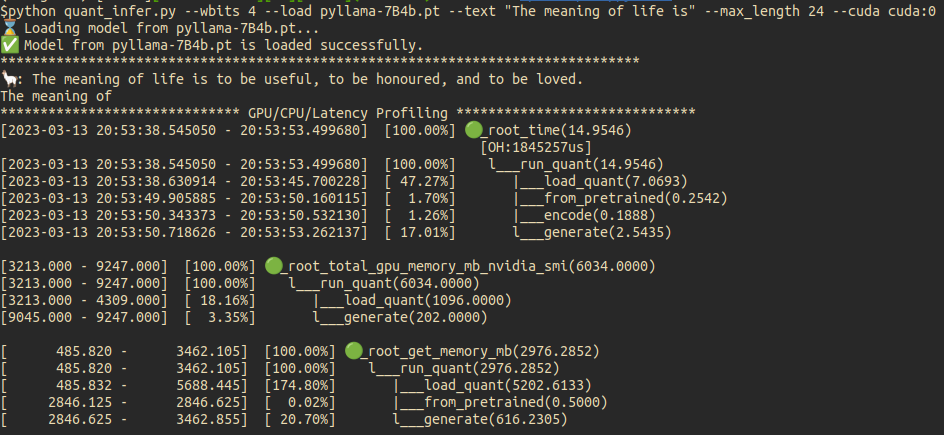 $python quant_infer.py --wbits 4 --load pyllama-7B4b.pt --text "The meaning of life is" --max_length 24 --cuda cuda:0
⌛ Loading model from pyllama-7B4b.pt...
✅ Model from pyllama-7B4b.pt is loaded successfully.
********************************************************************************
🦙: The meaning of life is to be useful, to be honoured, and to be loved.
The meaning of
****************************** GPU/CPU/Latency Profiling ******************************
[2023-03-13 20:53:38.545050 - 20:53:53.499680]  [100.00%] 🟢_root_time(14.9546)
[OH:1845257us]
[2023-03-13 20:53:38.545050 - 20:53:53.499680]  [100.00%]    l___run_quant(14.9546)
[2023-03-13 20:53:38.630914 - 20:53:45.700228]  [ 47.27%]       |___load_quant(7.0693)
[2023-03-13 20:53:49.905885 - 20:53:50.160115]  [  1.70%]       |___from_pretrained(0.2542)
[2023-03-13 20:53:50.343373 - 20:53:50.532130]  [  1.26%]       |___encode(0.1888)
[2023-03-13 20:53:50.718626 - 20:53:53.262137]  [ 17.01%]       l___generate(2.5435)
[3213.000 - 9247.000]  [100.00%] 🟢_root_total_gpu_memory_mb_nvidia_smi(6034.0000)
[3213.000 - 9247.000]  [100.00%]    l___run_quant(6034.0000)
[3213.000 - 4309.000]  [ 18.16%]       |___load_quant(1096.0000)
[9045.000 - 9247.000]  [  3.35%]       l___generate(202.0000)
[      485.820 -      3462.105]  [100.00%] 🟢_root_get_memory_mb(2976.2852)
[      485.820 -      3462.105]  [100.00%]    l___run_quant(2976.2852)
[      485.832 -      5688.445]  [174.80%]       |___load_quant(5202.6133)
[     2846.125 -      2846.625]  [  0.02%]       |___from_pretrained(0.5000)
[     2846.625 -      3462.855]  [ 20.70%]       l___generate(616.2305)